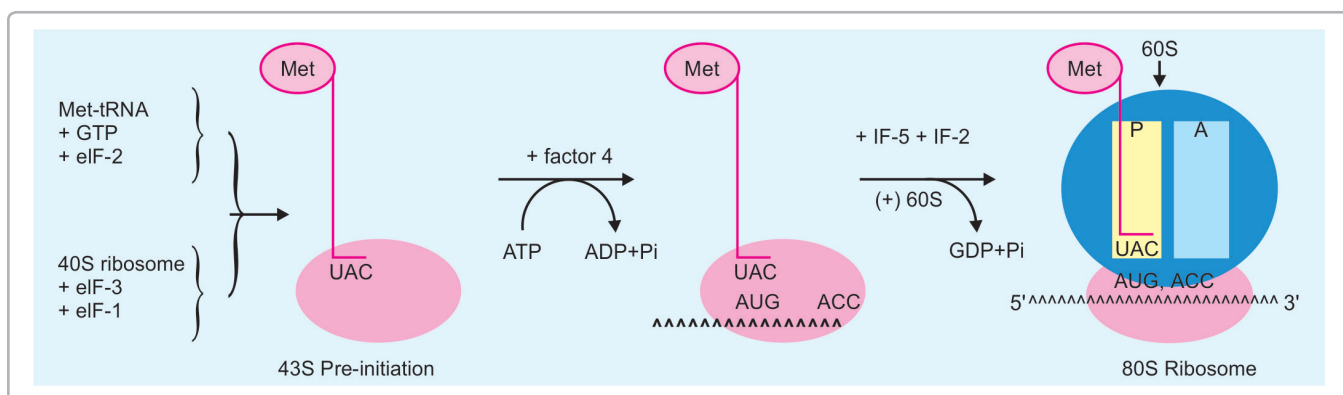 Met-tRNA
+ GTP
+ eIF-2
40S ribosome
+ eIF-3
+ eIF-1
Met
UAC
43S Pre-initiation
+ factor 4
ATP
ADP+Pi
Met
UAC
AUG ACC
^^^^^^^^^^^^^^^
+ IF-5 + IF-2
(+) 60S
GDP+Pi
60S
Met
P A
UAC
AUG, ACC
5'^^^^^^^^^^^^^^^^^^^^^^^^^^3'
80S Ribosome